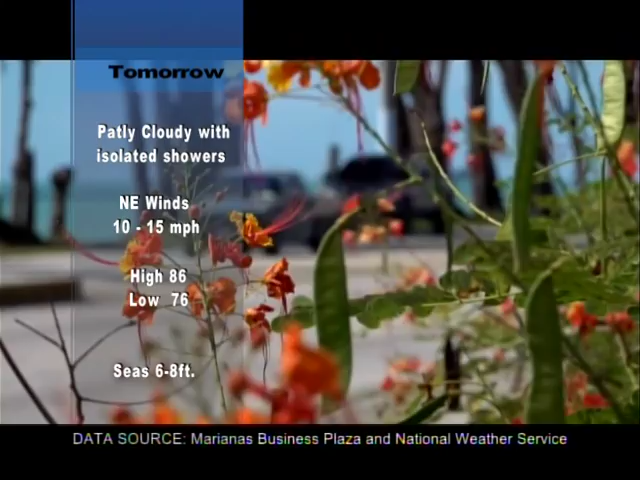 Tomorrow
Patly Cloudy with
isolated showers
NE Winds
10 - 15 mph
High 86
Low 76
Seas 6-8ft.
DATA SOURCE: Marianas Business Plaza and National Weather Service